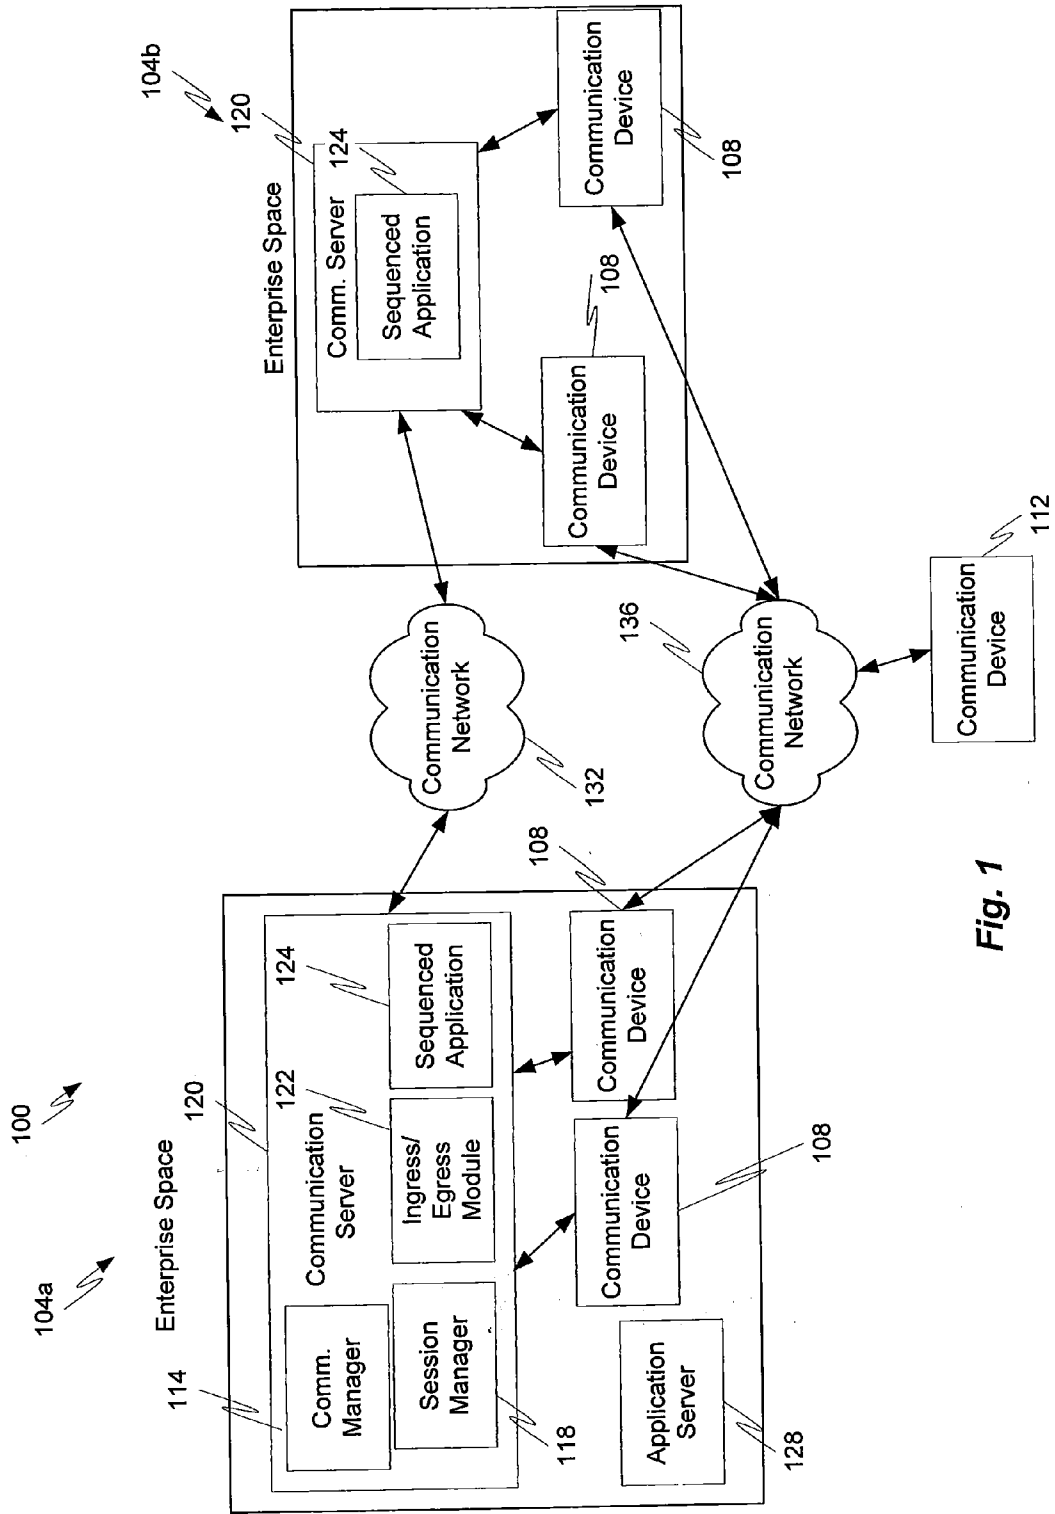 100
104a
Enterprise Space
120
114
Comm.
Manager
Communication
Server
122
124
Session
Manager
Ingress/
Egress
Module
Sequenced
Application
118
108
Communication
Device
Communication
Device
108
Application
Server
128
Communication
Network
132
136
Communication
Network
104b
Enterprise Space
120
Comm. Server
124
Sequenced
Application
108
Communication
Device
Communication
Device
108
Communication
Device
112
Fig. 1